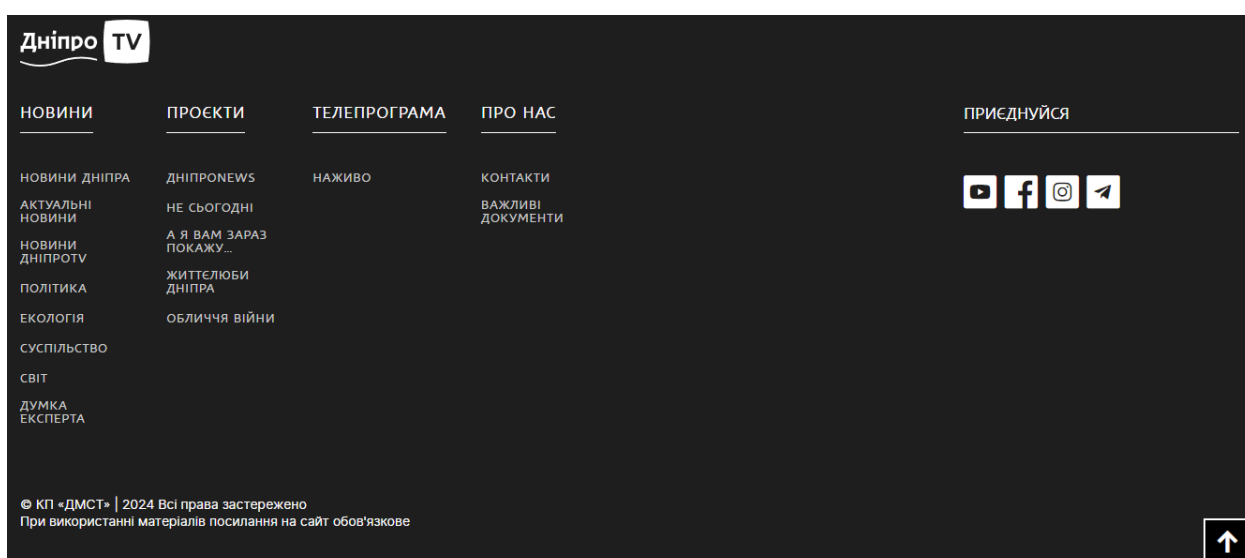 Дніпро TV
НОВИНИ
НОВИНИ ДНІПРА
АКТУАЛЬНІ
НОВИНИ
НОВИНИ
ДНІПРОTV
ПОЛІТИКА
ЕКОЛОГІЯ
СУСПІЛЬСТВО
СВІТ
ДУМКА
ЕКСПЕРТА
ПРОЄКТИ
ДНІПРОNEWS
НЕ СЬОГОДНІ
А Я ВАМ ЗАРАЗ
ПОКАЖУ...
ЖИТТЄЛЮБИ
ДНІПРА
ОБЛИЧЧЯ ВІЙНИ
ТЕЛЕПРОГРАМА
НАЖИВО
ПРО НАС
КОНТАКТИ
ВАЖЛИВІ
ДОКУМЕНТИ
ПРИЄДНУЙСЯ
© КП «ДМСТ» | 2024 Всі права застережено
При використанні матеріалів посилання на сайт обов'язкове